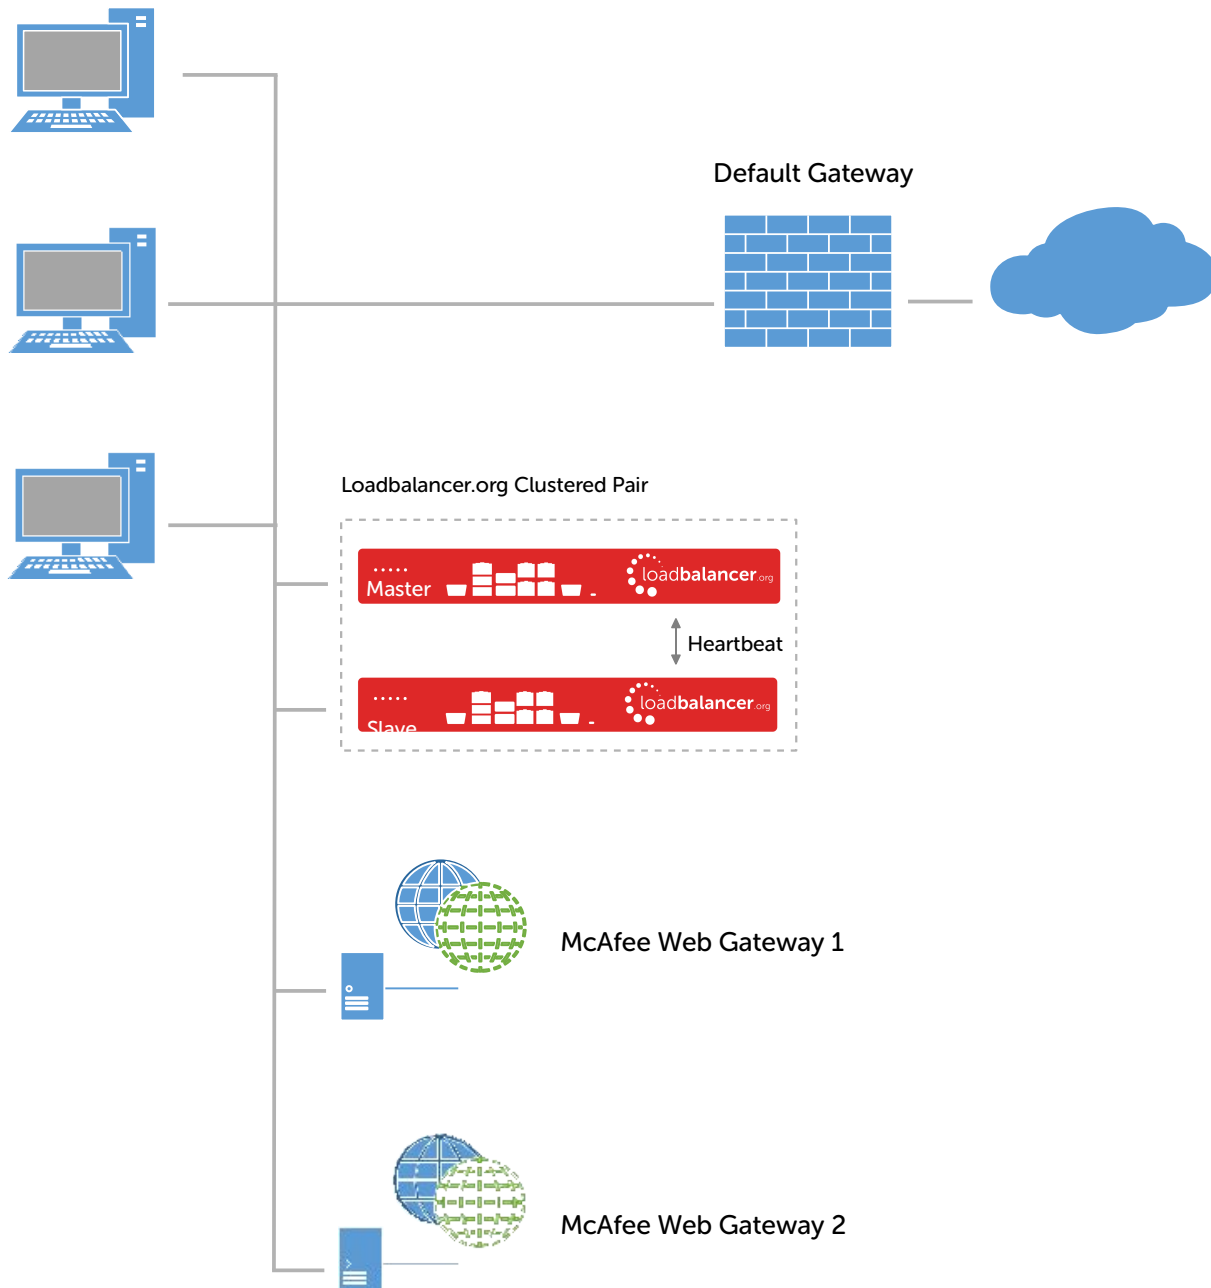 Default Gateway
Loadbalancer.org Clustered Pair
Master
loadbalancer.org
Heartbeat
Slave
loadbalancer.org
McAfee Web Gateway 1
McAfee Web Gateway 2